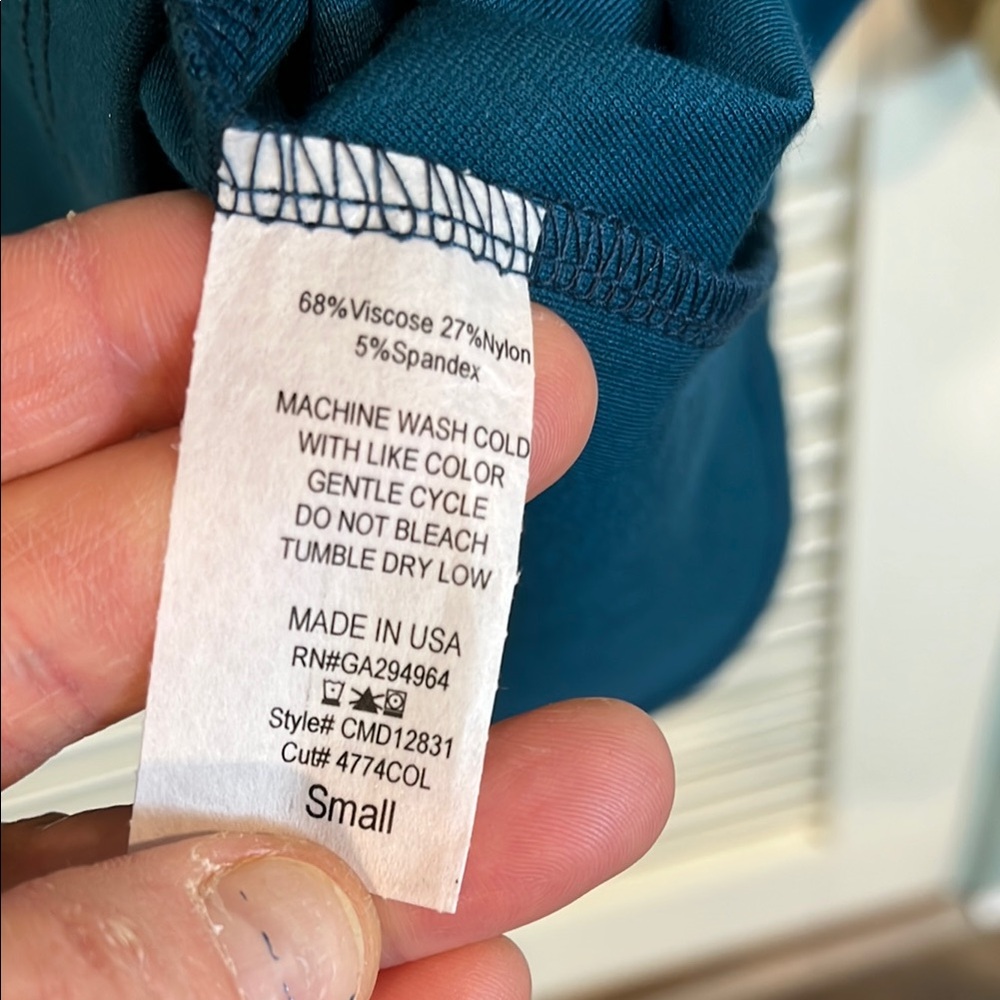 68%Viscose 27%Nylon
5%Spandex
MACHINE WASH COLD
WITH LIKE COLOR
GENTLE CYCLE
DO NOT BLEACH
TUMBLE DRY LOW
MADE IN USA
RN#GA294964
Style# CMD12831
Cut# 4774COL
Small